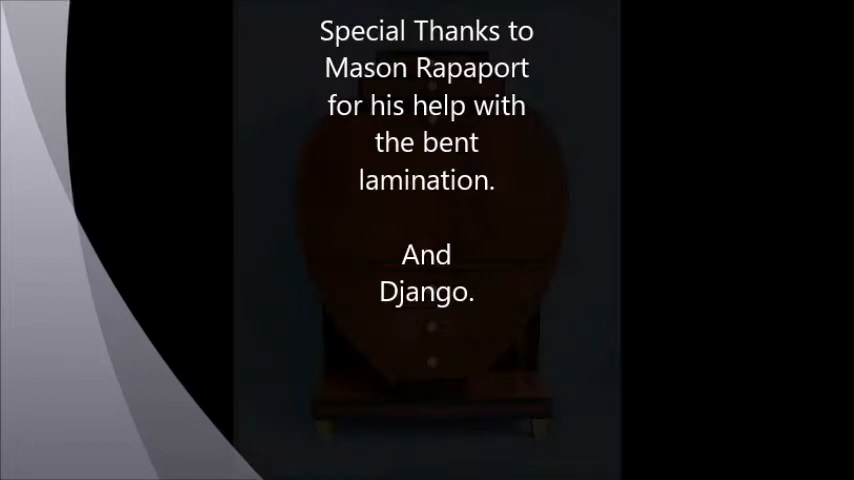 Special Thanks to
Mason Rapaport
for his help with
the bent
lamination.
And
Django.